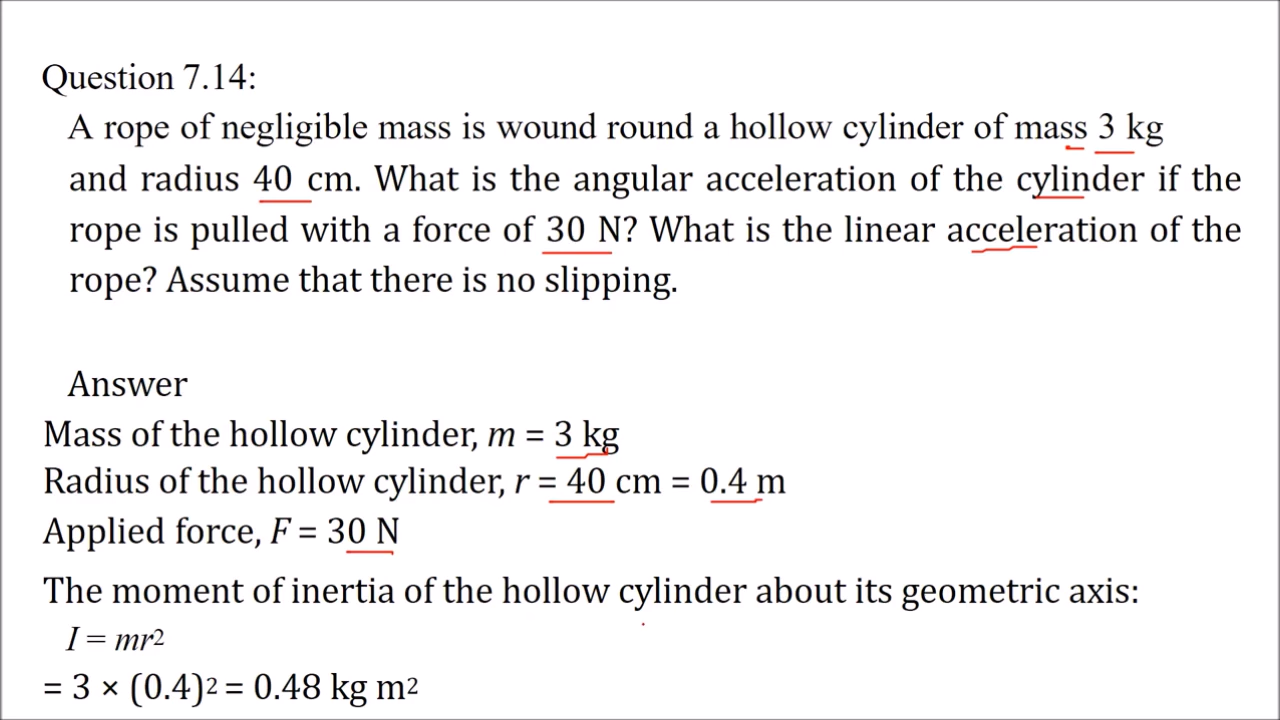 Question 7.14:
A rope of negligible mass is wound round a hollow cylinder of mass 3 kg
and radius 40 cm. What is the angular acceleration of the cylinder if the
rope is pulled with a force of 30 N? What is the linear acceleration of the
rope? Assume that there is no slipping.
Answer
Mass of the hollow cylinder, m = 3 kg
Radius of the hollow cylinder, r = 40 cm = 0.4 m
Applied force, F = 30 N
The moment of inertia of the hollow cylinder about its geometric axis:
I = mr2
= 3 × (0.4)2 = 0.48 kg m2